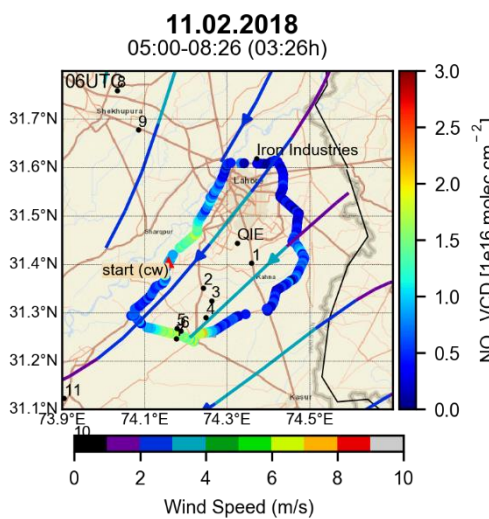 11.02.2018
05:00-08:26 (03:26h)
06UTC
8
Shekhupura
9
Iron Industries
Lahore
Sharqpur
QIE
1
Kahna
start (cw)
2
3
4
5
6
Kasur
11
10
31.7°N
31.6°N
31.5°N
31.4°N
31.3°N
31.2°N
31.1°N
73.9°E
74.1°E
74.3°E
74.5°E
3.0
2.5
2.0
1.5
1.0
0.5
0.0
NO₂ VCD [1e16 molec cm⁻²]
0 2 4 6 8 10
Wind Speed (m/s)